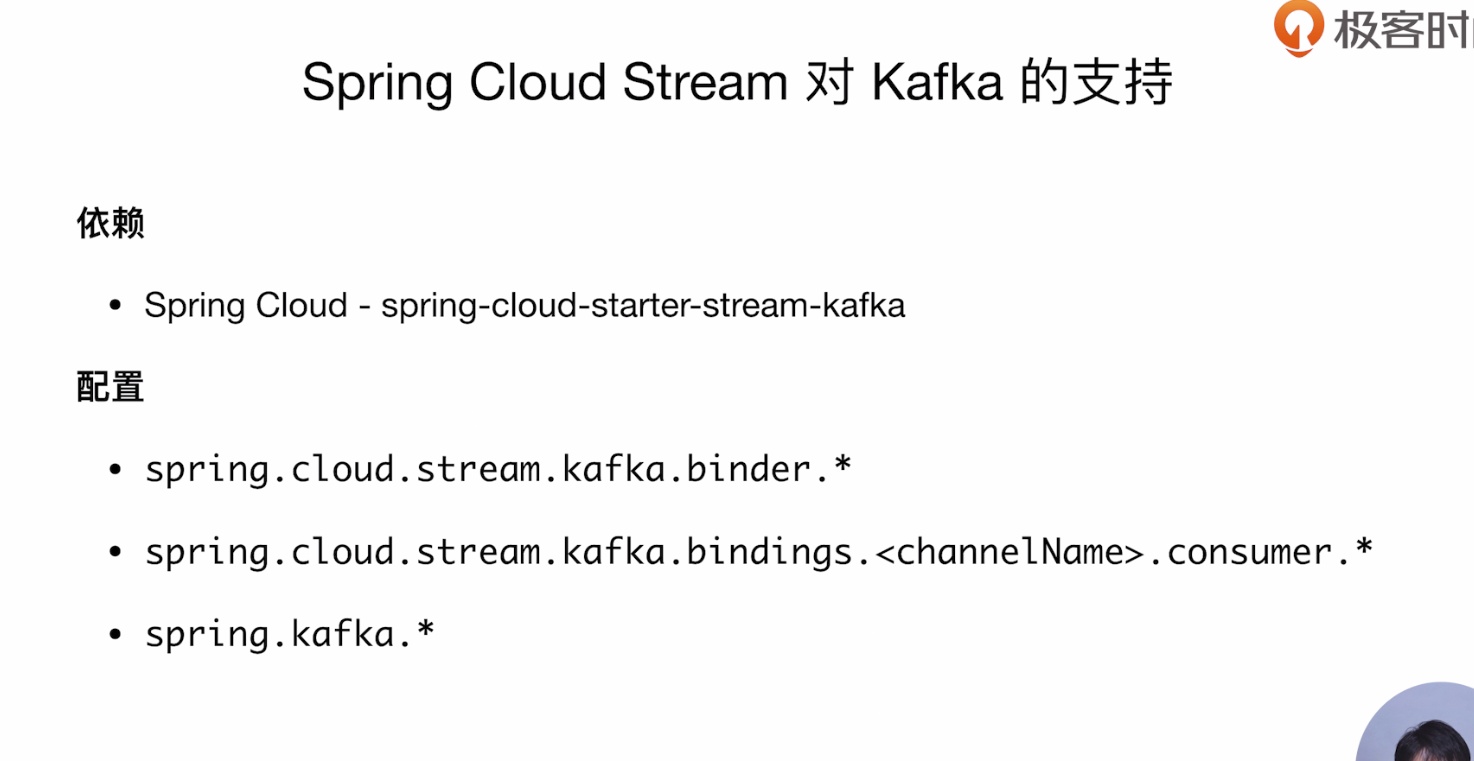 极客时
Spring Cloud Stream 对 Kafka 的支持
依赖
• Spring Cloud - spring-cloud-starter-stream-kafka
配置
• spring.cloud.stream.kafka.binder.*
• spring.cloud.stream.kafka.bindings.<channelName>.consumer.*
• spring.kafka.*